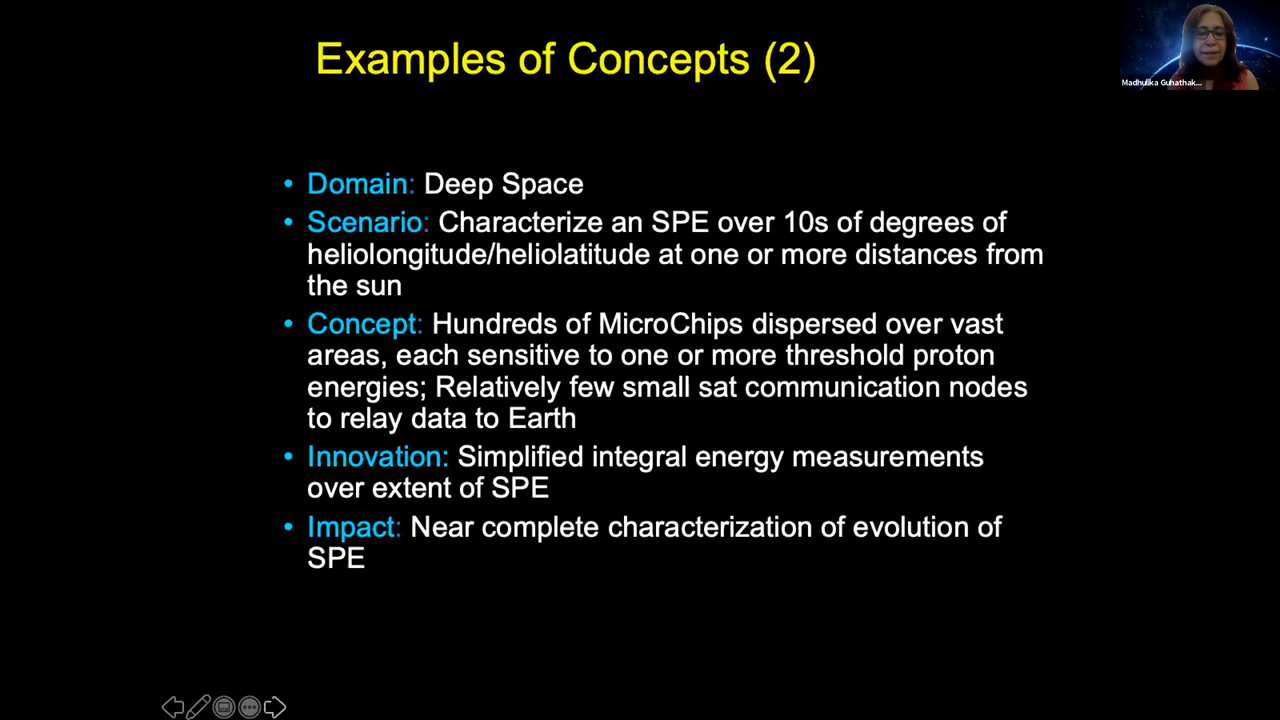 Examples of Concepts (2)
Madhulika Guhathak...
• Domain: Deep Space
• Scenario: Characterize an SPE over 10s of degrees of
heliolongitude/heliolatitude at one or more distances from
the sun
• Concept: Hundreds of MicroChips dispersed over vast
areas, each sensitive to one or more threshold proton
energies; Relatively few small sat communication nodes
to relay data to Earth
• Innovation: Simplified integral energy measurements
over extent of SPE
• Impact: Near complete characterization of evolution of
SPE